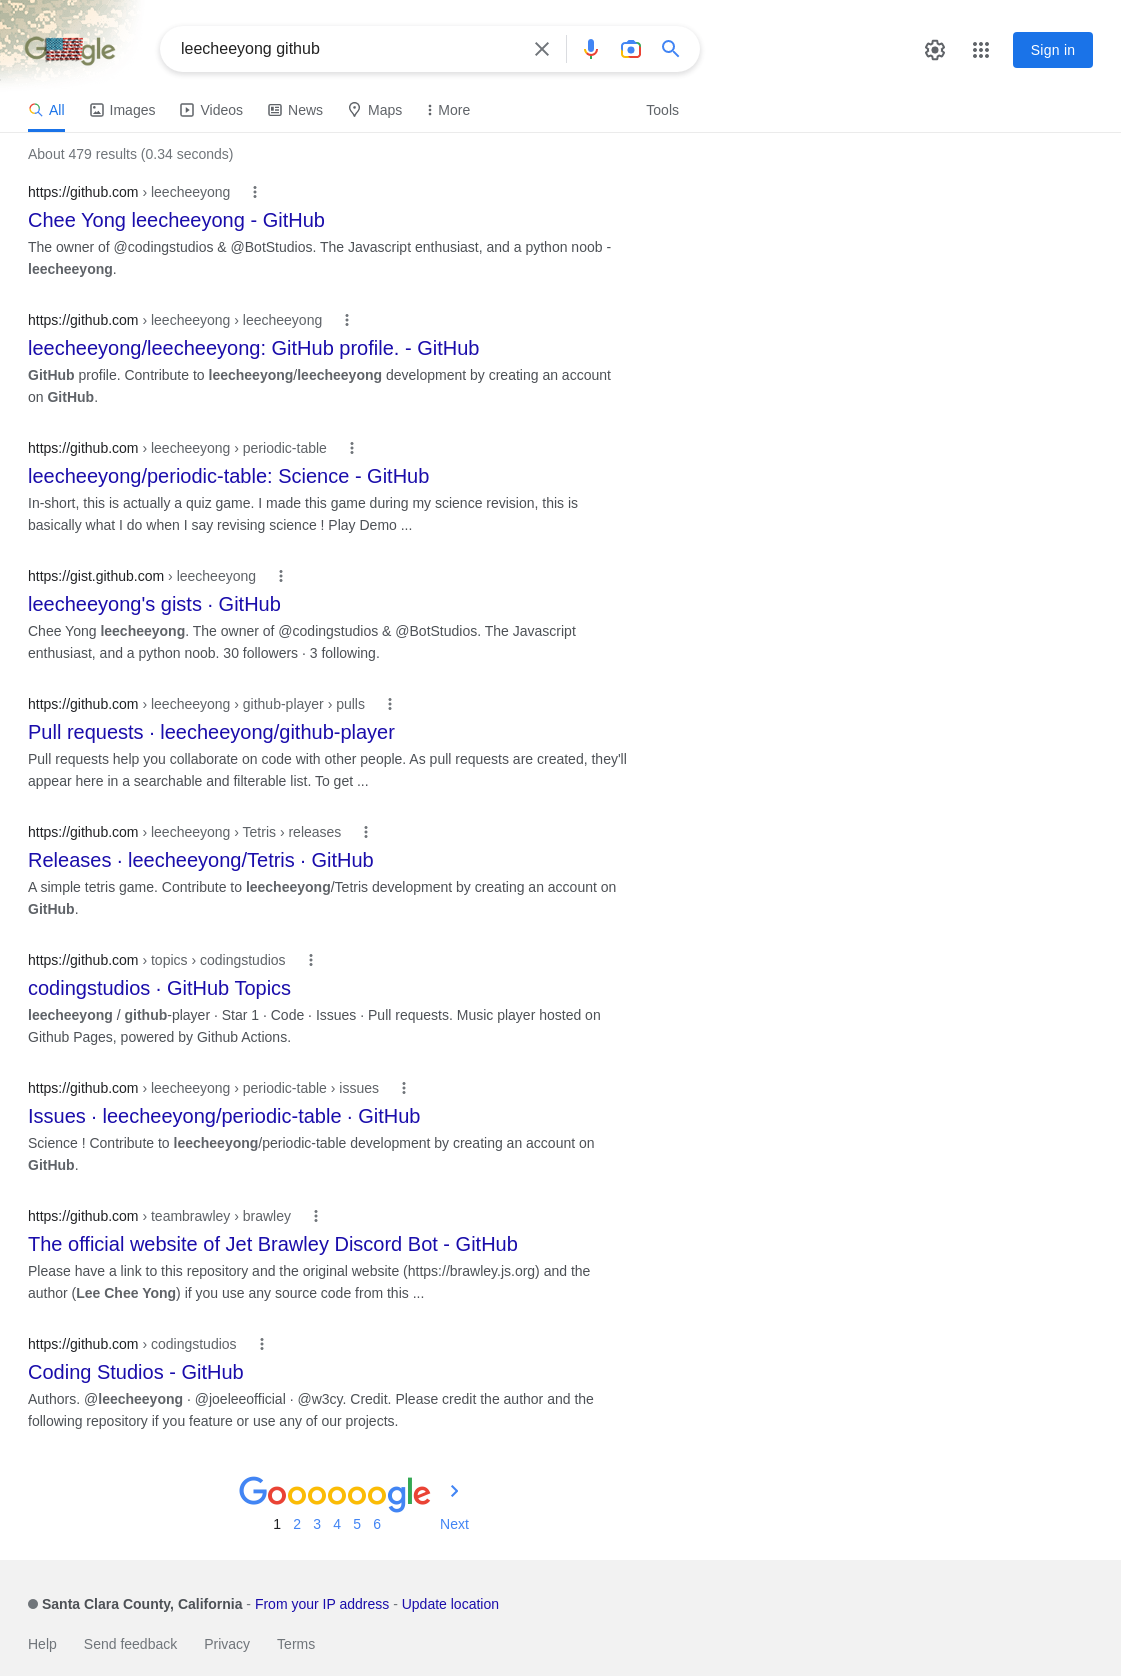 Google
leecheeyong github
Sign in
All
Images
Videos
News
Maps
More
Tools
About 479 results (0.34 seconds)
https://github.com › leecheeyong
Chee Yong leecheeyong - GitHub
The owner of @codingstudios & @BotStudios. The Javascript enthusiast, and a python noob -
leecheeyong.
https://github.com › leecheeyong › leecheeyong
leecheeyong/leecheeyong: GitHub profile. - GitHub
GitHub profile. Contribute to leecheeyong/leecheeyong development by creating an account
on GitHub.
https://github.com › leecheeyong › periodic-table
leecheeyong/periodic-table: Science - GitHub
In-short, this is actually a quiz game. I made this game during my science revision, this is
basically what I do when I say revising science ! Play Demo ...
https://gist.github.com › leecheeyong
leecheeyong's gists · GitHub
Chee Yong leecheeyong. The owner of @codingstudios & @BotStudios. The Javascript
enthusiast, and a python noob. 30 followers · 3 following.
https://github.com › leecheeyong › github-player › pulls
Pull requests · leecheeyong/github-player
Pull requests help you collaborate on code with other people. As pull requests are created, they'll
appear here in a searchable and filterable list. To get ...
https://github.com › leecheeyong › Tetris › releases
Releases · leecheeyong/Tetris · GitHub
A simple tetris game. Contribute to leecheeyong/Tetris development by creating an account on
GitHub.
https://github.com › topics › codingstudios
codingstudios · GitHub Topics
leecheeyong / github-player · Star 1 · Code · Issues · Pull requests. Music player hosted on
Github Pages, powered by Github Actions.
https://github.com › leecheeyong › periodic-table › issues
Issues · leecheeyong/periodic-table · GitHub
Science ! Contribute to leecheeyong/periodic-table development by creating an account on
GitHub.
https://github.com › teambrawley › brawley
The official website of Jet Brawley Discord Bot - GitHub
Please have a link to this repository and the original website (https://brawley.js.org) and the
author (Lee Chee Yong) if you use any source code from this ...
https://github.com › codingstudios
Coding Studios - GitHub
Authors. @leecheeyong · @joeleeofficial · @w3cy. Credit. Please credit the author and the
following repository if you feature or use any of our projects.
Goooooogle
1 2 3 4 5 6 Next
Santa Clara County, California - From your IP address - Update location
Help Send feedback Privacy Terms